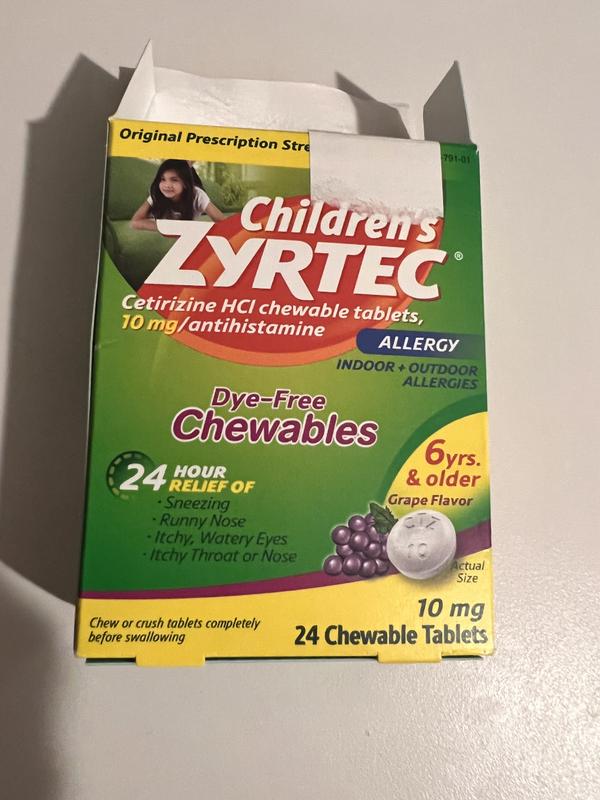 Original Prescription Stre
-791-01
Children's
ZYRTEC®
Cetirizine HCl chewable tablets,
10 mg/antihistamine
ALLERGY
INDOOR + OUTDOOR
ALLERGIES
Dye-Free
Chewables
24 HOUR
RELIEF OF
· Sneezing
· Runny Nose
· Itchy, Watery Eyes
· Itchy Throat or Nose
6yrs.
& older
Grape Flavor
10
Actual
Size
Chew or crush tablets completely
before swallowing
10 mg
24 Chewable Tablets